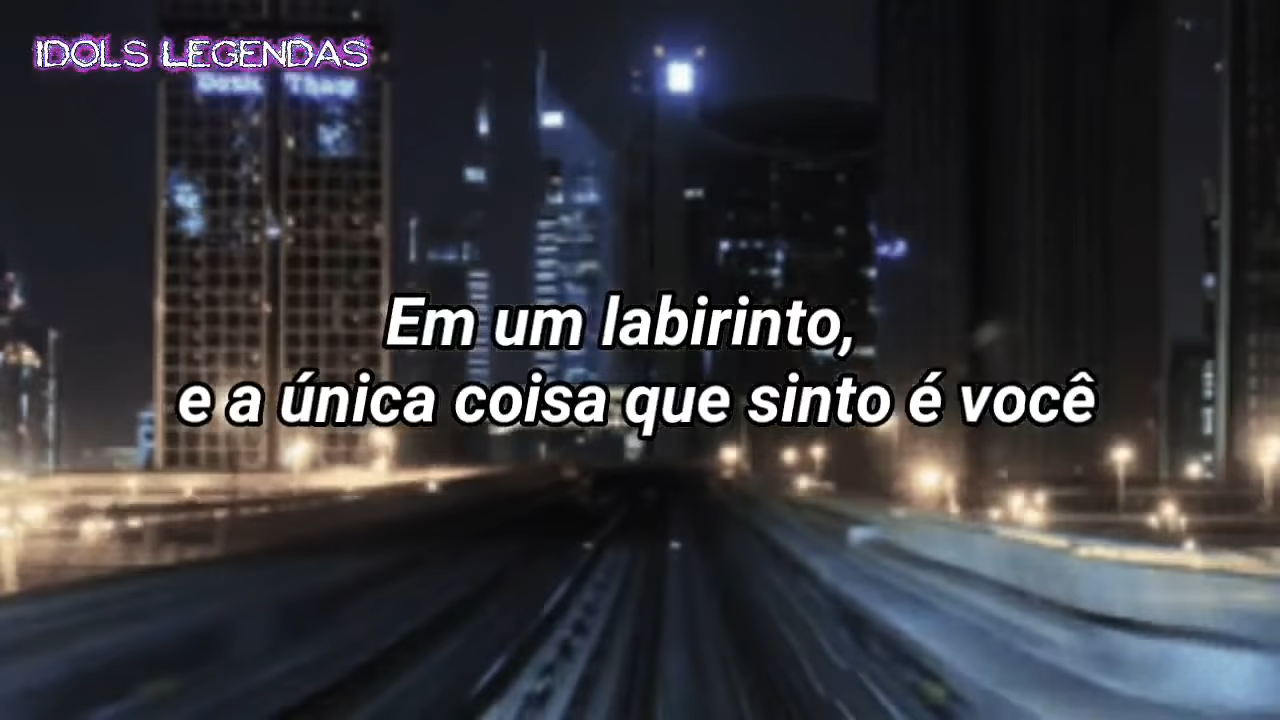 IDOLS LEGENDAS
Em um labirinto,
e a única coisa que sinto é você